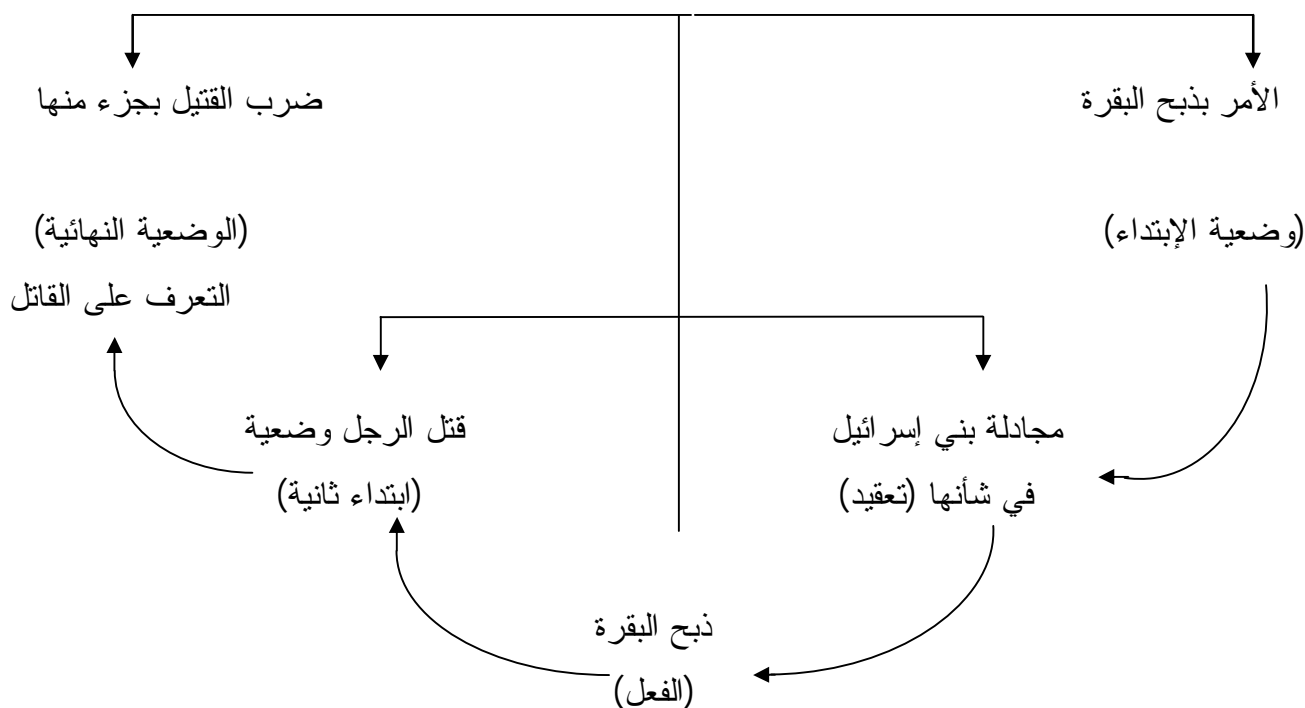 الأمر بذبح البقرة
ضرب القتيل بجزء منها
(وضعية الإبتداء)
(الوضعية النهائية)
التعرف على القاتل
مجادلة بني إسرائيل
في شأنها (تعقيد)
قتل الرجل وضعية
(ابتداء ثانية)
ذبح البقرة
(الفعل)